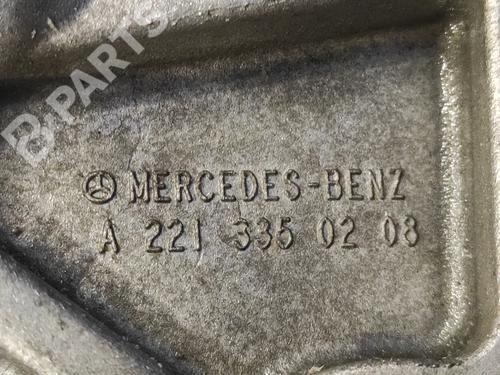 B-PARTS
MERCEDES-BENZ
A 221 335 02 08